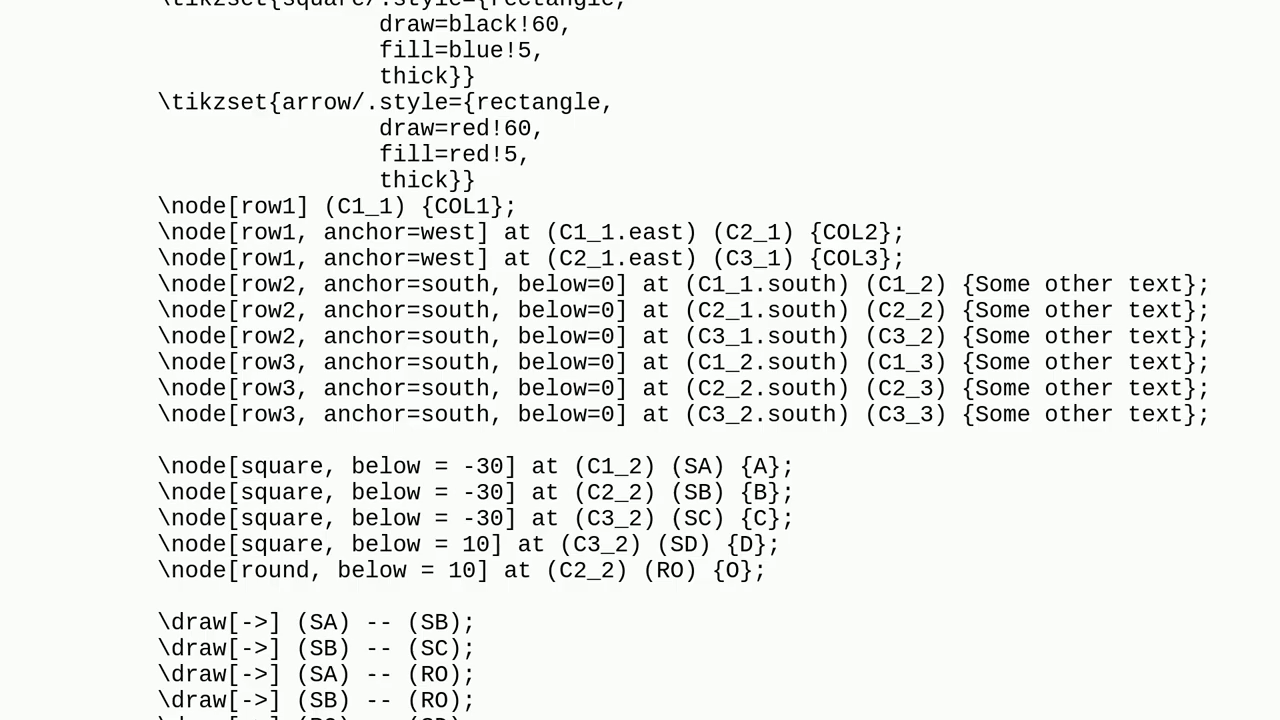 \tikzset{square/.style={rectangle,
draw=black!60,
fill=blue!5,
thick}}
\tikzset{arrow/.style={rectangle,
draw=red!60,
fill=red!5,
thick}}
\node[row1] (C1_1) {COL1};
\node[row1, anchor=west] at (C1_1.east) (C2_1) {COL2};
\node[row1, anchor=west] at (C2_1.east) (C3_1) {COL3};
\node[row2, anchor=south, below=0] at (C1_1.south) (C1_2) {Some other text};
\node[row2, anchor=south, below=0] at (C2_1.south) (C2_2) {Some other text};
\node[row2, anchor=south, below=0] at (C3_1.south) (C3_2) {Some other text};
\node[row3, anchor=south, below=0] at (C1_2.south) (C1_3) {Some other text};
\node[row3, anchor=south, below=0] at (C2_2.south) (C2_3) {Some other text};
\node[row3, anchor=south, below=0] at (C3_2.south) (C3_3) {Some other text};
\node[square, below = -30] at (C1_2) (SA) {A};
\node[square, below = -30] at (C2_2) (SB) {B};
\node[square, below = -30] at (C3_2) (SC) {C};
\node[square, below = 10] at (C3_2) (SD) {D};
\node[round, below = 10] at (C2_2) (RO) {O};
\draw[->] (SA) -- (SB);
\draw[->] (SB) -- (SC);
\draw[->] (SA) -- (RO);
\draw[->] (SB) -- (RO);